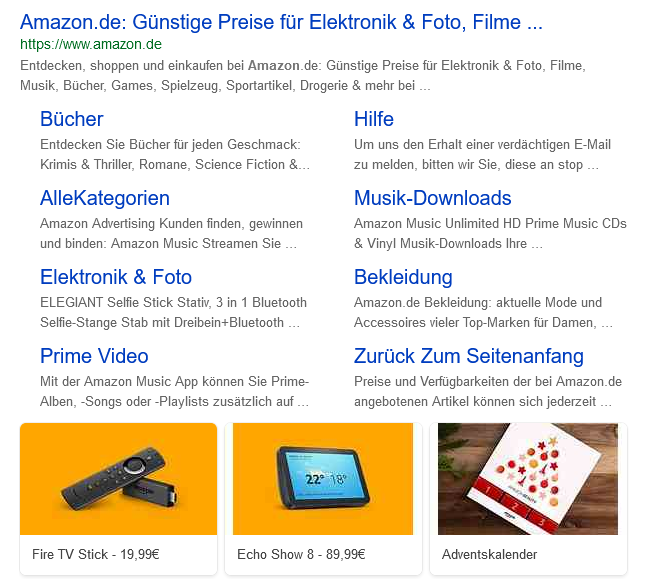 Amazon.de: Günstige Preise für Elektronik & Foto, Filme ...
https://www.amazon.de
Entdecken, shoppen und einkaufen bei Amazon.de: Günstige Preise für Elektronik & Foto, Filme,
Musik, Bücher, Games, Spielzeug, Sportartikel, Drogerie & mehr bei ...
Bücher
Entdecken Sie Bücher für jeden Geschmack:
Krimis & Thriller, Romane, Science Fiction &...
Hilfe
Um uns den Erhalt einer verdächtigen E-Mail
zu melden, bitten wir Sie, diese an stop ...
AlleKategorien
Amazon Advertising Kunden finden, gewinnen
und binden: Amazon Music Streamen Sie ...
Musik-Downloads
Amazon Music Unlimited HD Prime Music CDs
& Vinyl Musik-Downloads Ihre ...
Elektronik & Foto
ELEGIANT Selfie Stick Stativ, 3 in 1 Bluetooth
Selfie-Stange Stab mit Dreibein+Bluetooth ...
Bekleidung
Amazon.de Bekleidung: aktuelle Mode und
Accessoires vieler Top-Marken für Damen, ...
Prime Video
Mit der Amazon Music App können Sie Prime-
Alben, -Songs oder -Playlists zusätzlich auf ...
Zurück Zum Seitenanfang
Preise und Verfügbarkeiten der bei Amazon.de
angebotenen Artikel können sich jederzeit ...
22° 18°
1 2 3
Fire TV Stick - 19,99€
Echo Show 8 - 89,99€
Adventskalender